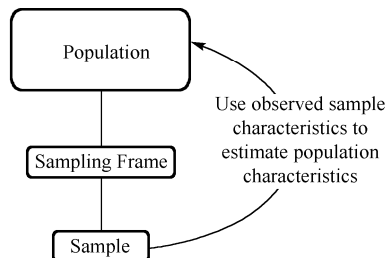 Population
Use observed sample
characteristics to
estimate population
characteristics
Sampling Frame
Sample